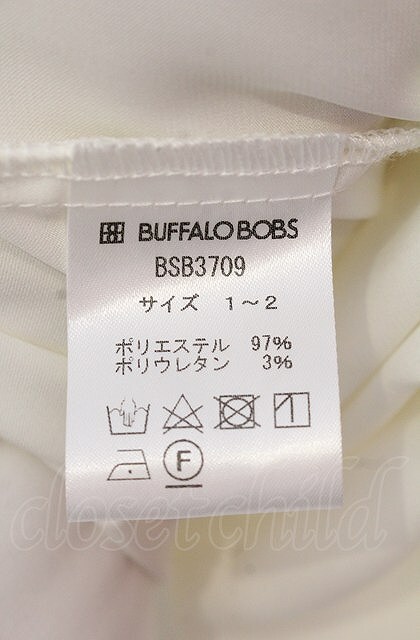 BUFFALO BOBS
BSB3709
サイズ 1～2
ポリエステル 97%
ポリウレタン 3%
F
closet child